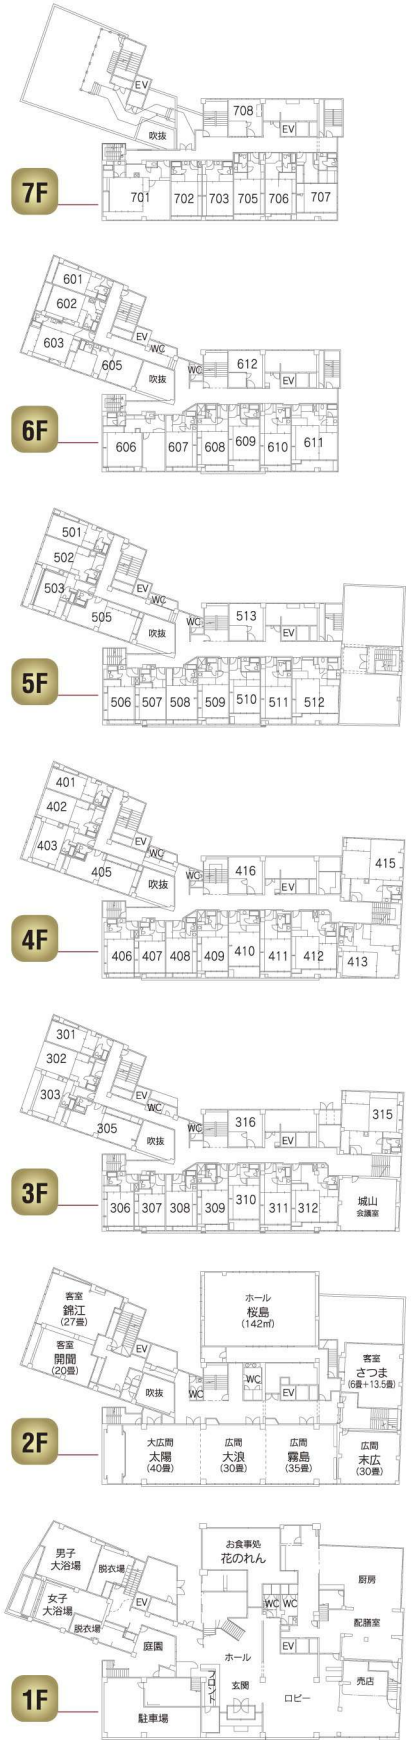 EV
708
吹抜
EV
7F
701 702 703 705 706 707
601
602
603
605
EV
WC
吹抜
WC
612
EV
6F
606 607 608 609 610 611
501
502
503
505
EV
WC
吹抜
WC
513
EV
5F
506 507 508 509 510 511 512
401
402
403
405
EV
WC
吹抜
WC
416
EV
415
4F
406 407 408 409 410 411 412 413
301
302
303
305
EV
WC
吹抜
WC
316
EV
315
3F
306 307 308 309 310 311 312
城山
会議室
客室
錦江
(27畳)
客室
開聞
(20畳)
EV
吹抜
WC
ホール
桜島
(142㎡)
WC
EV
客室
さつま
(6畳+13.5畳)
2F
大広間
太陽
(40畳)
広間
大浪
(30畳)
広間
霧島
(35畳)
広間
末広
(30畳)
男子
大浴場
脱衣場
女子
大浴場
脱衣場
EV
庭園
お食事処
花のれん
WC
WC
厨房
配膳室
ホール
EV
1F
駐車場
フロント
玄関
ロビー
売店